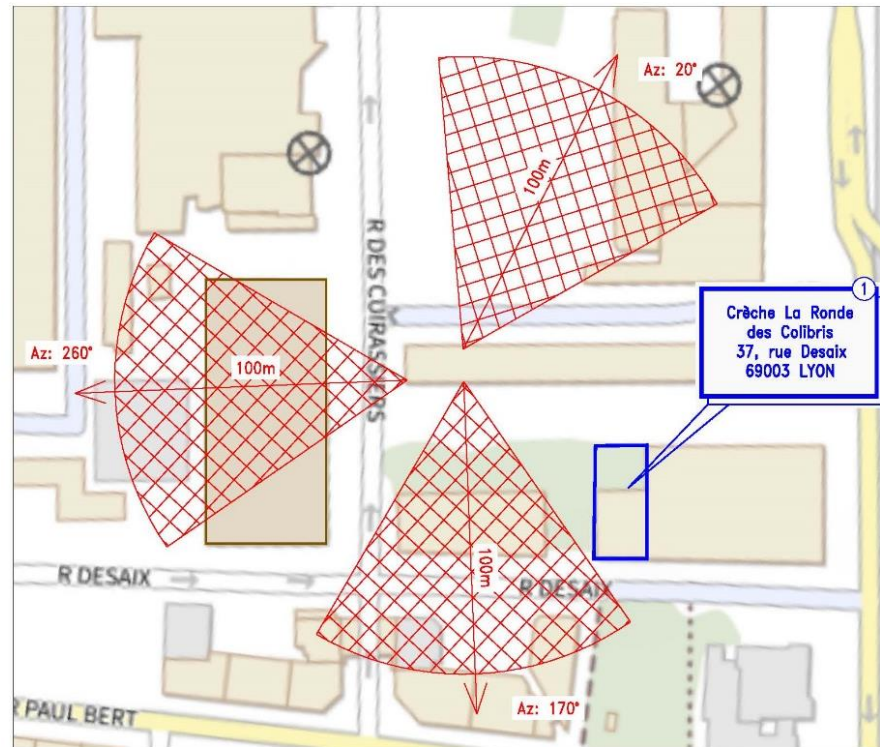 Az: 20°
100m
R DES CUIRASSIERS
1
Crèche La Ronde
des Colibris
37, rue Desaix
69003 LYON
Az: 260°
100m
100m
R DESAIX
R DESAIX
Az: 170°
R PAUL BERT